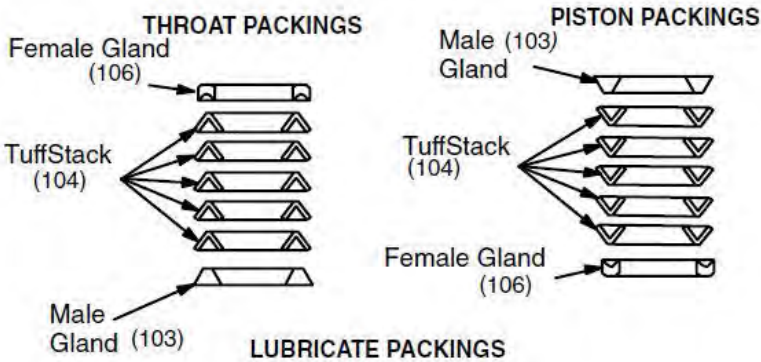 THROAT PACKINGS
Female Gland
(106)
TuffStack
(104)
Male
Gland (103)
PISTON PACKINGS
Male (103)
Gland
TuffStack
(104)
Female Gland
(106)
LUBRICATE PACKINGS